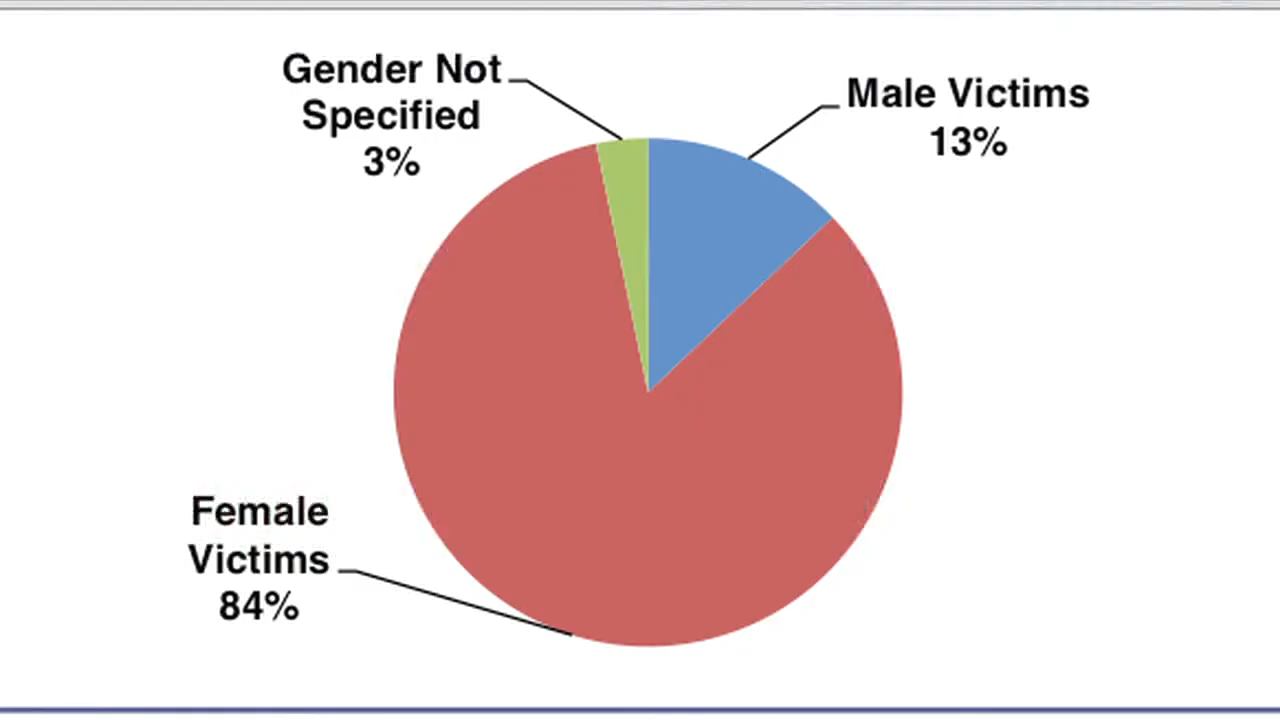 Gender Not
Specified
3%
Male Victims
13%
Female
Victims
84%